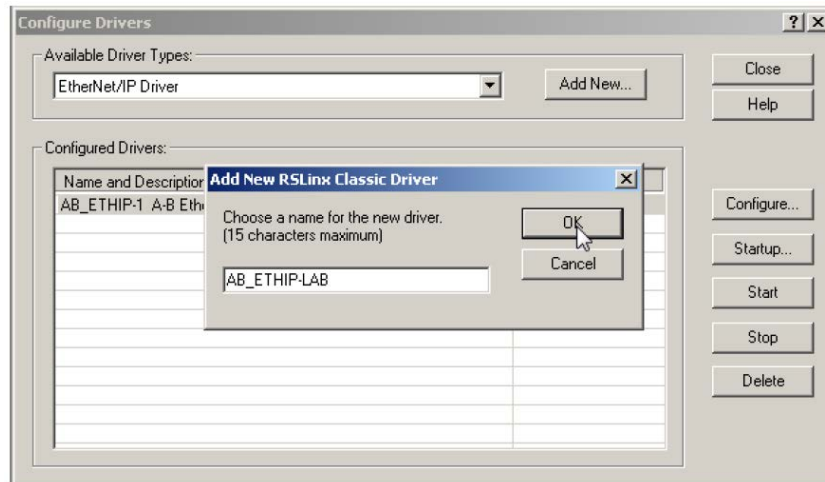 Configure Drivers
Available Driver Types:
EtherNet/IP Driver
Add New...
Close
Help
Configured Drivers:
Name and Description
AB_ETHIP-1 A-B
Add New RSLinx Classic Driver
Choose a name for the new driver.
(15 characters maximum)
AB_ETHIP-LAB
OK
Cancel
Configure...
Startup...
Start
Stop
Delete